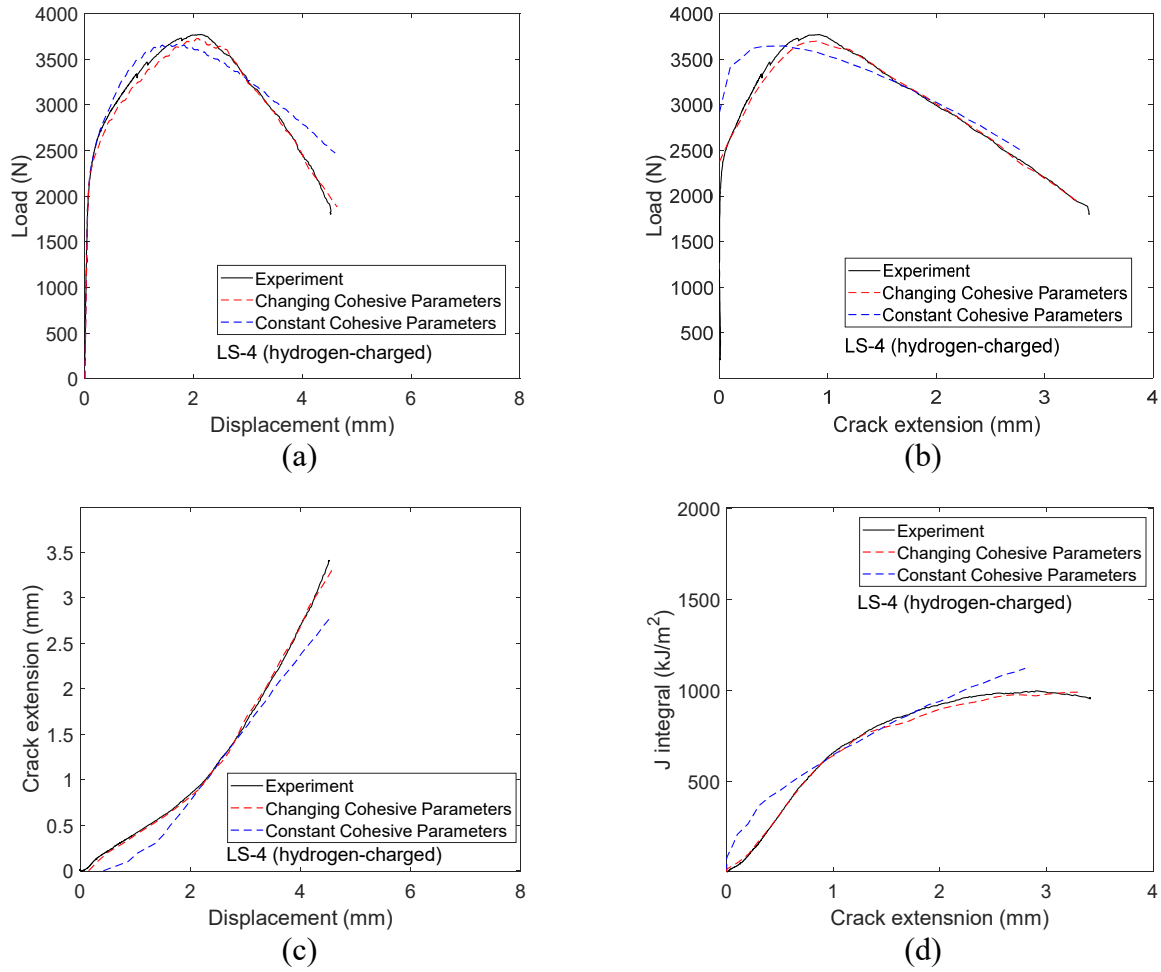 4000
3500
3000
2500
2000
1500
1000
500
0
Load (N)
Experiment
Changing Cohesive Parameters
Constant Cohesive Parameters
LS-4 (hydrogen-charged)
0 2 4 6 8
Displacement (mm)
(a)
4000
3500
3000
2500
2000
1500
1000
500
Load (N)
Experiment
Changing Cohesive Parameters
Constant Cohesive Parameters
LS-4 (hydrogen-charged)
0 1 2 3 4
Crack extension (mm)
(b)
3.5
3
2.5
2
1.5
1
0.5
0
Crack extension (mm)
Experiment
Changing Cohesive Parameters
Constant Cohesive Parameters
LS-4 (hydrogen-charged)
0 2 4 6 8
Displacement (mm)
(c)
2000
1500
1000
500
J integral (kJ/m²)
Experiment
Changing Cohesive Parameters
Constant Cohesive Parameters
LS-4 (hydrogen-charged)
0 1 2 3 4
Crack extensnion (mm)
(d)